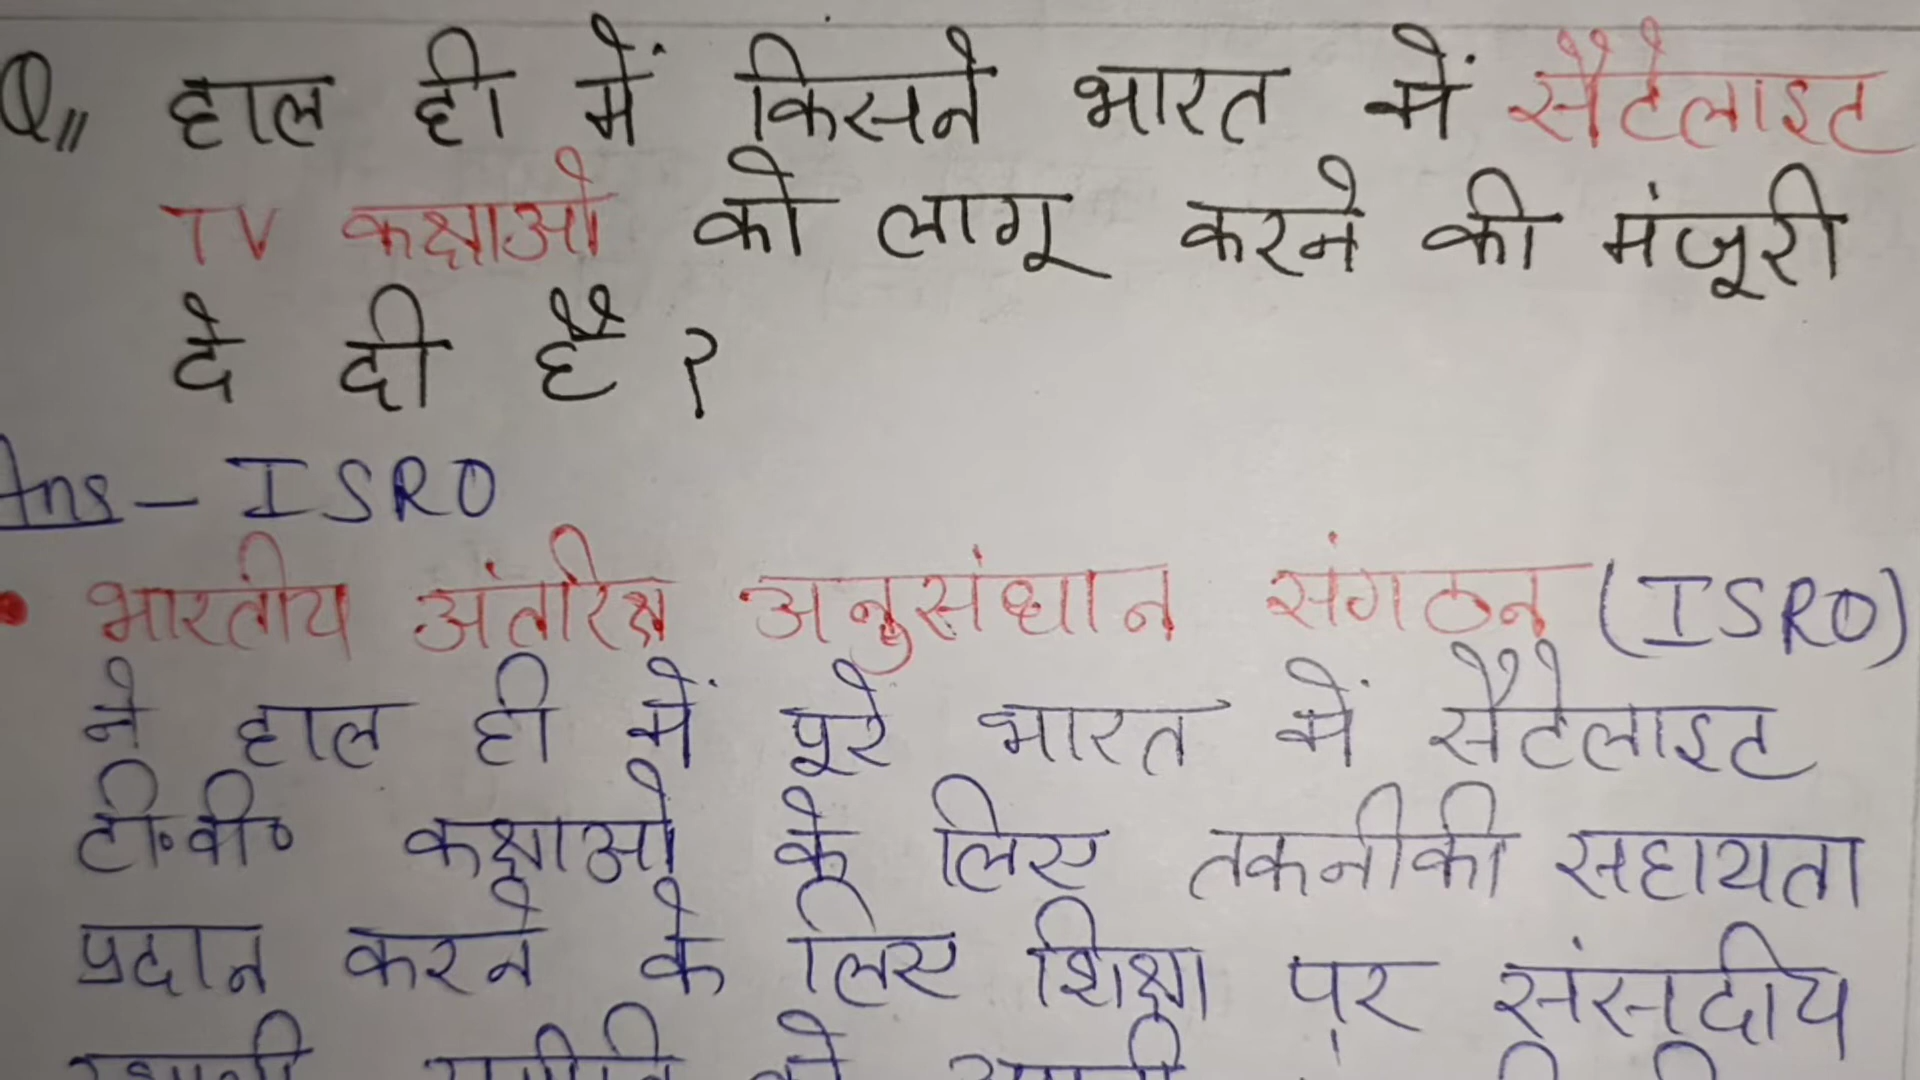 Q,, हाल ही में किसने भारत में सैटैलाइट
TV कक्षाओ को लागू करने की मंजूरी
दे दी है ?
Ans - ISRO
• भारतीय अंतरिक्ष अनुसंधान संगठन (ISRO)
ने हाल ही में पूरे भारत में सैटैलाइट
टी.वी. कक्षाओ के लिए तकनीकी सहायता
प्रदान करने के लिए शिक्षा पर संसदीय